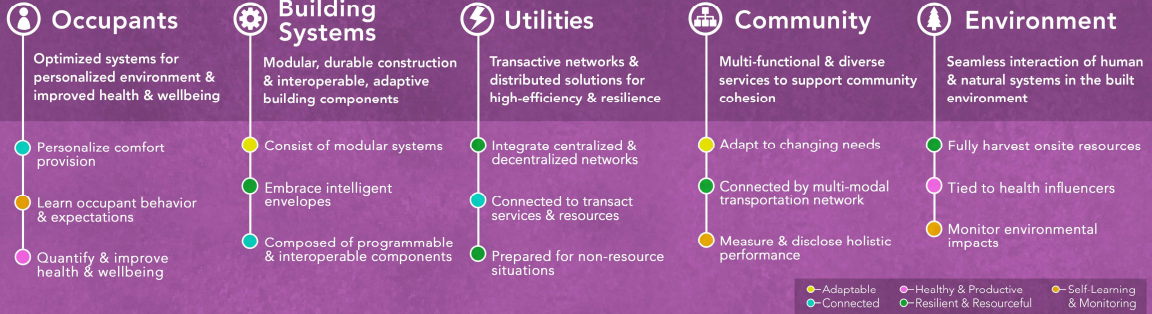 Occupants
Optimized systems for
personalized environment &
improved health & wellbeing
Personalize comfort
provision
Learn occupant behavior
& expectations
Quantify & improve
health & wellbeing
Building
Systems
Modular, durable construction
& interoperable, adaptive
building components
Consist of modular systems
Embrace intelligent
envelopes
Composed of programmable
& interoperable components
Utilities
Transactive networks &
distributed solutions for
high-efficiency & resilience
Integrate centralized &
decentralized networks
Connected to transact
services & resources
Prepared for non-resource
situations
Community
Multi-functional & diverse
services to support community
cohesion
Adapt to changing needs
Connected by multi-modal
transportation network
Measure & disclose holistic
performance
Environment
Seamless interaction of human
& natural systems in the built
environment
Fully harvest onsite resources
Tied to health influencers
Monitor environmental
impacts
Adaptable
Connected
Healthy & Productive
Resilient & Resourceful
Self-Learning
& Monitoring